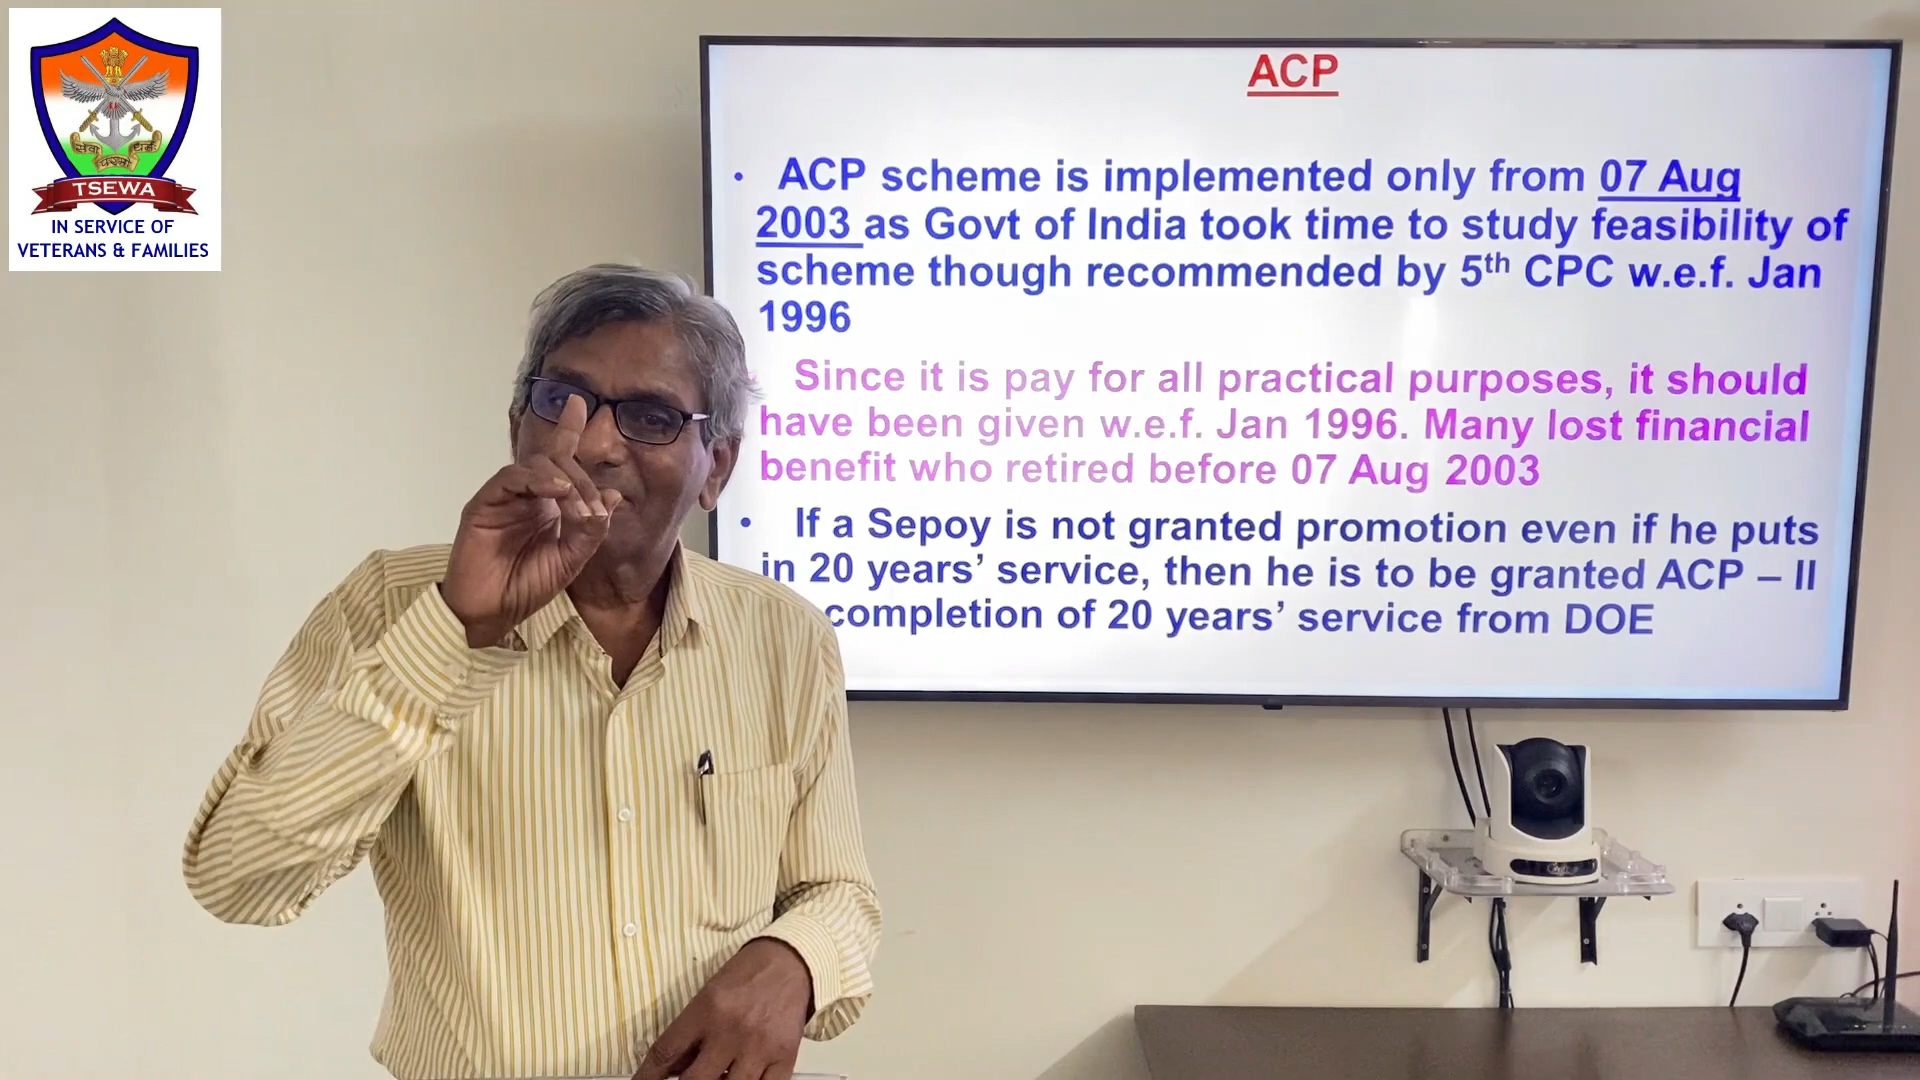 सेवा
परमो
धर्मः
TSEWA
IN SERVICE OF
VETERANS & FAMILIES
ACP
• ACP scheme is implemented only from 07 Aug
2003 as Govt of India took time to study feasibility of
scheme though recommended by 5th CPC w.e.f. Jan
1996
Since it is pay for all practical purposes, it should
have been given w.e.f. Jan 1996. Many lost financial
benefit who retired before 07 Aug 2003
• If a Sepoy is not granted promotion even if he puts
in 20 years’ service, then he is to be granted ACP – II
completion of 20 years’ service from DOE